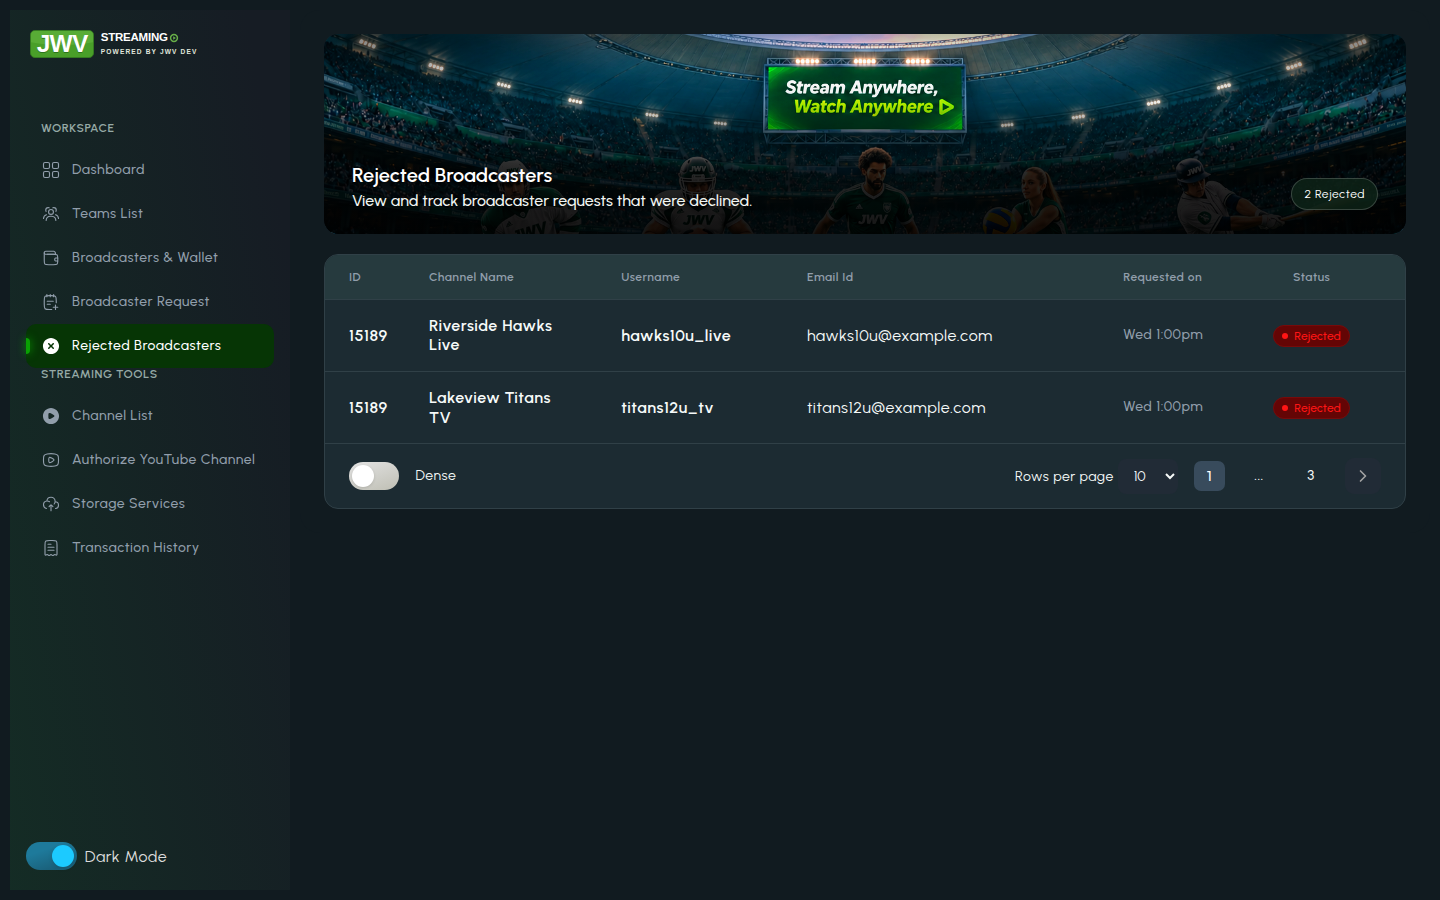 JWV STREAMING
POWERED BY JWV DEV
WORKSPACE
Dashboard
Teams List
Broadcasters & Wallet
Broadcaster Request
Rejected Broadcasters
STREAMING TOOLS
Channel List
Authorize YouTube Channel
Storage Services
Transaction History
Dark Mode
Stream Anywhere,
Watch Anywhere
Rejected Broadcasters
View and track broadcaster requests that were declined.
JWV
JWV
JWV
2 Rejected
ID Channel Name Username Email Id Requested on Status
15189 Riverside Hawks Live hawks10u_live hawks10u@example.com Wed 1:00pm Rejected
15189 Lakeview Titans TV titans12u_tv titans12u@example.com Wed 1:00pm Rejected
Dense
Rows per page 10 1 ... 3